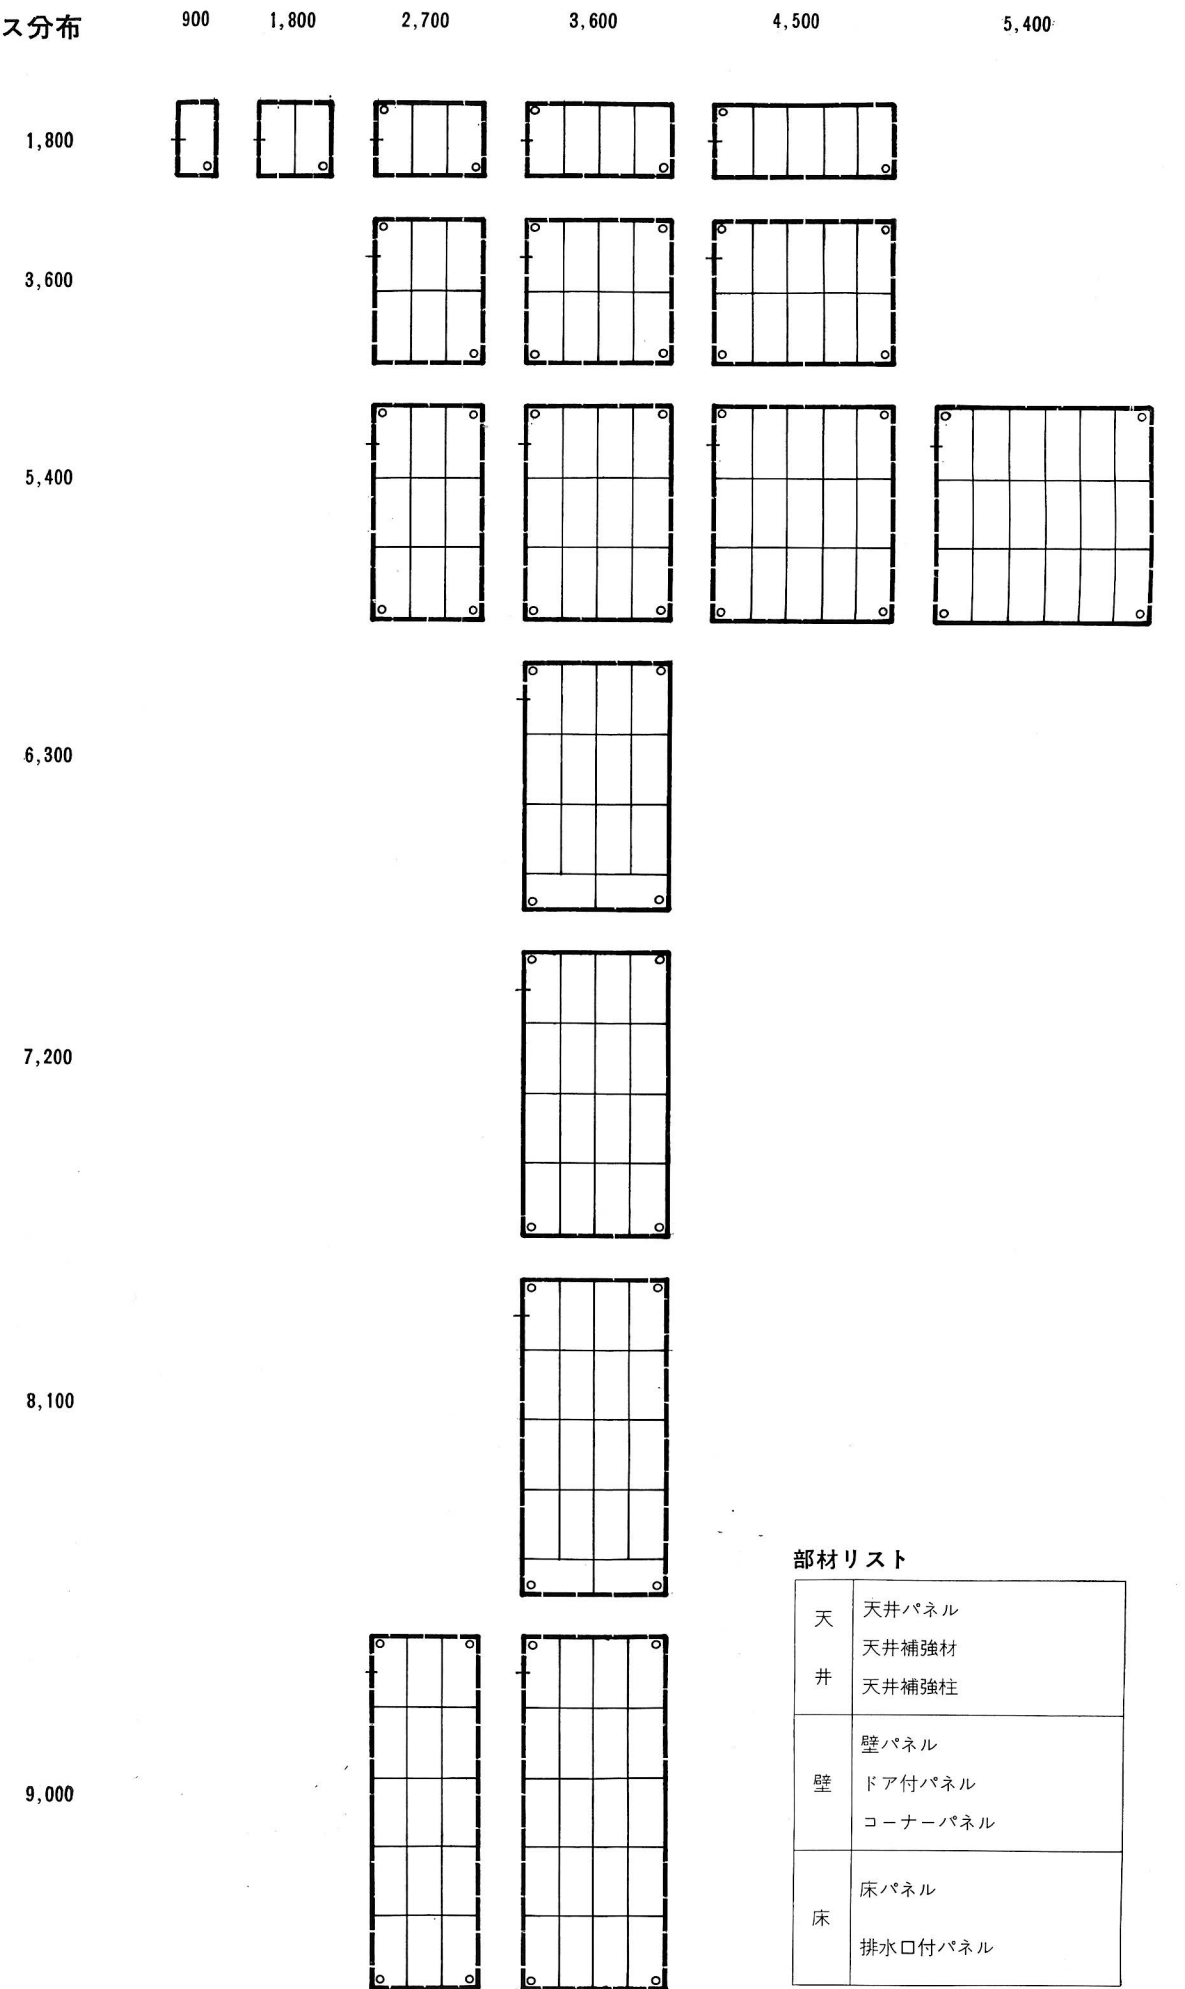 ス分布
900 1,800 2,700 3,600 4,500 5,400
1,800
3,600
5,400
6,300
7,200
8,100
9,000
部材リスト
天井
天井パネル
天井補強材
天井補強柱
壁
壁パネル
ドア付パネル
コーナーパネル
床
床パネル
排水口付パネル